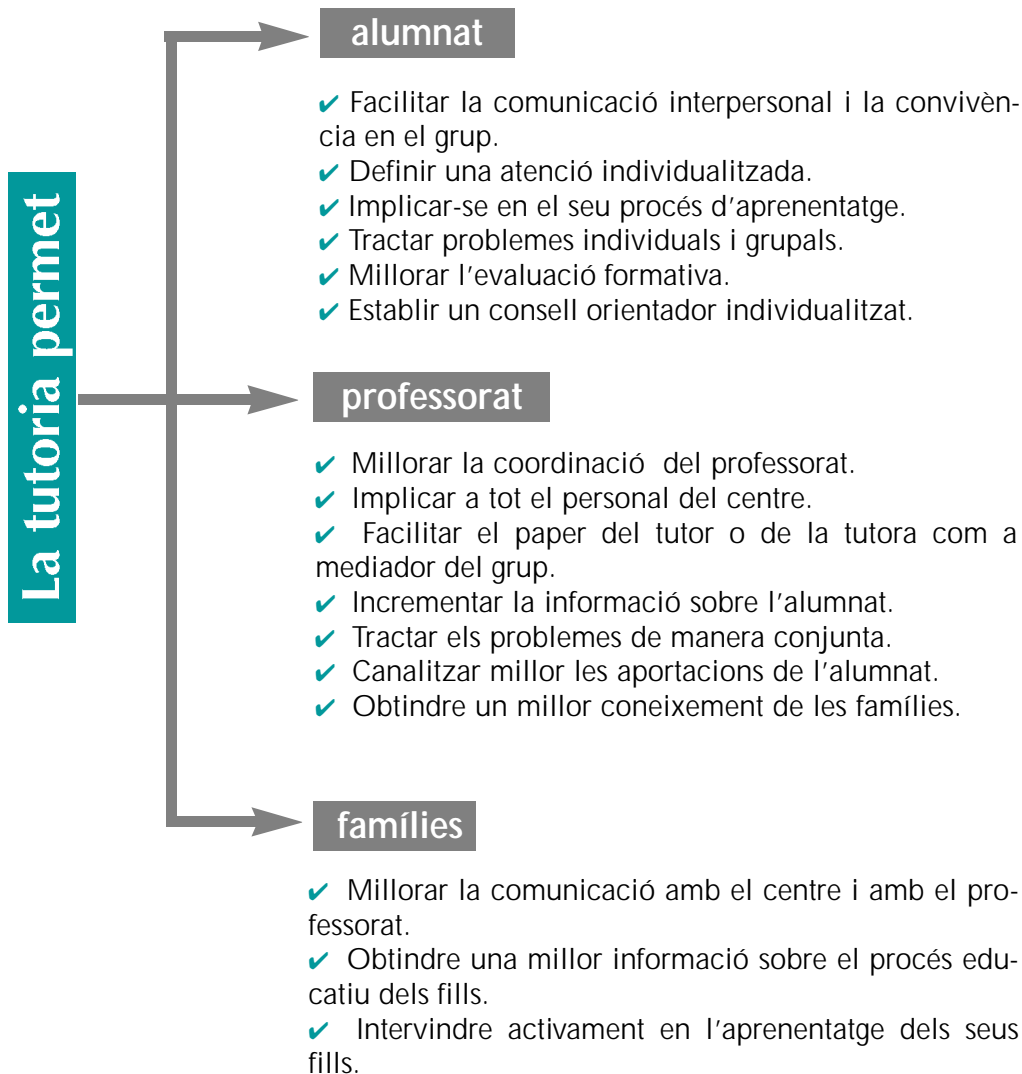 La tutoria permet
alumnat
✔ Facilitar la comunicació interpersonal i la convivèn-
cia en el grup.
✔ Definir una atenció individualitzada.
✔ Implicar-se en el seu procés d'aprenentatge.
✔ Tractar problemes individuals i grupals.
✔ Millorar l'evaluació formativa.
✔ Establir un consell orientador individualitzat.
professorat
✔ Millorar la coordinació del professorat.
✔ Implicar a tot el personal del centre.
✔ Facilitar el paper del tutor o de la tutora com a
mediador del grup.
✔ Incrementar la informació sobre l'alumnat.
✔ Tractar els problemes de manera conjunta.
✔ Canalitzar millor les aportacions de l'alumnat.
✔ Obtindre un millor coneixement de les famílies.
famílies
✔ Millorar la comunicació amb el centre i amb el pro-
fessorat.
✔ Obtindre una millor informació sobre el procés edu-
catiu dels fills.
✔ Intervindre activament en l'aprenentatge dels seus
fills.